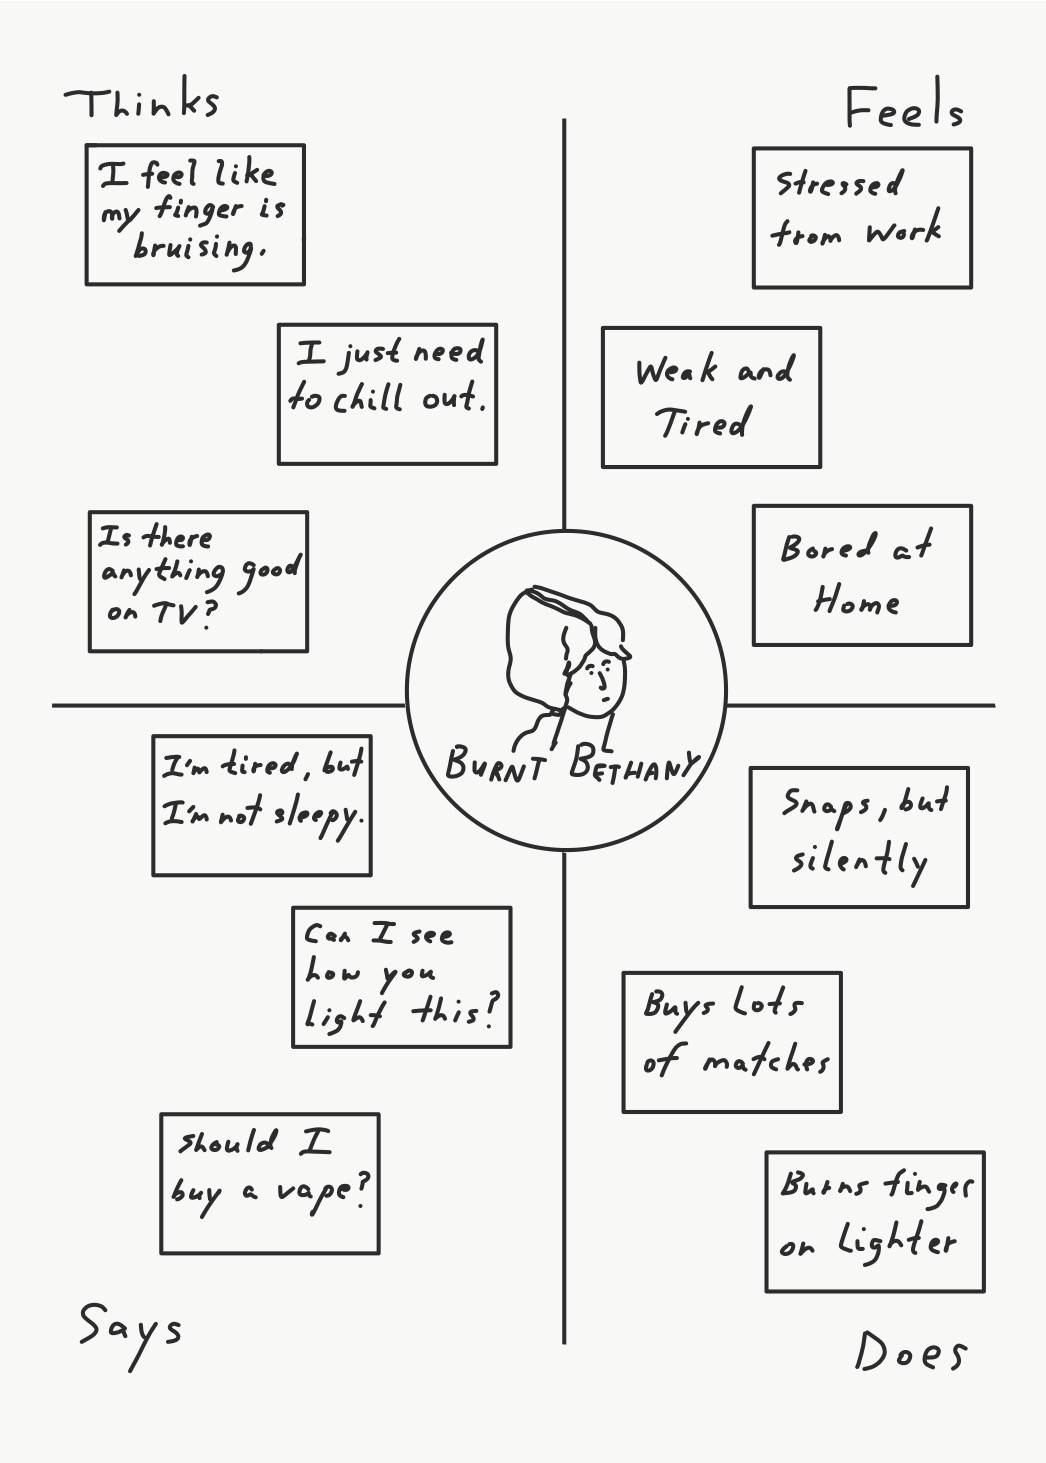 Thinks
I feel like
my finger is
bruising.
I just need
to chill out.
Is there
anything good
on TV?
Feels
Stressed
from work
Weak and
Tired
Bored at
Home
BURNT BETHANY
I'm tired, but
I'm not sleepy.
Can I see
how you
light this?
should I
buy a vape?
Says
Snaps, but
silently
Buys Lots
of matches
Burns finger
on Lighter
Does